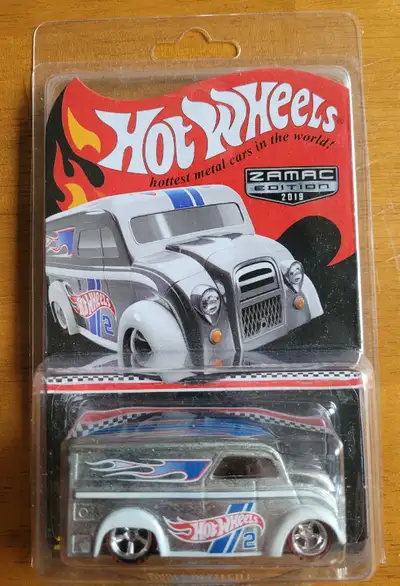 HOT WHEELS
hottest metal cars in the world!
ZAMAC
EDITION
2019
HOT WHEELS
2
HOT WHEELS
2